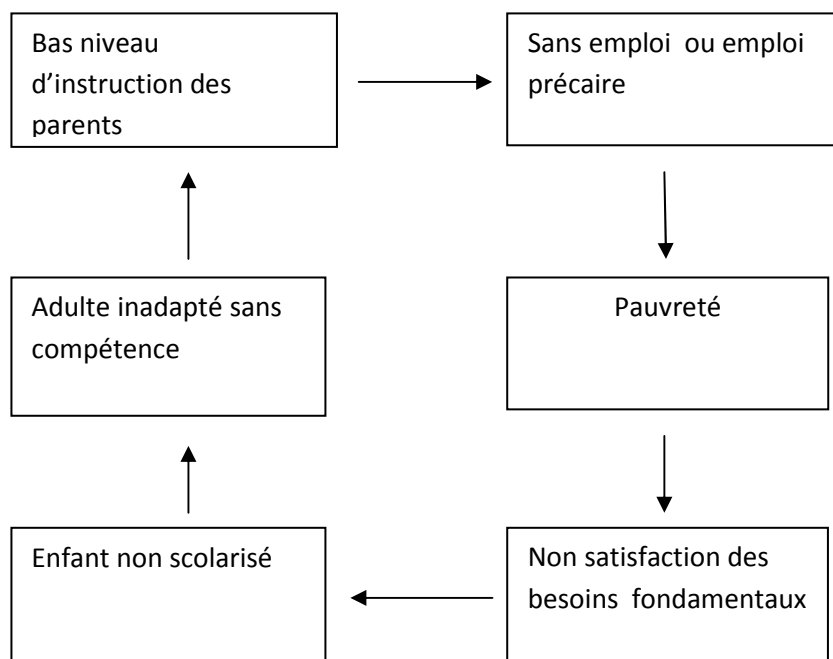 Bas niveau
d’instruction des
parents
Sans emploi ou emploi
précaire
Adulte inadapté sans
compétence
Pauvreté
Enfant non scolarisé
Non satisfaction des
besoins fondamentaux